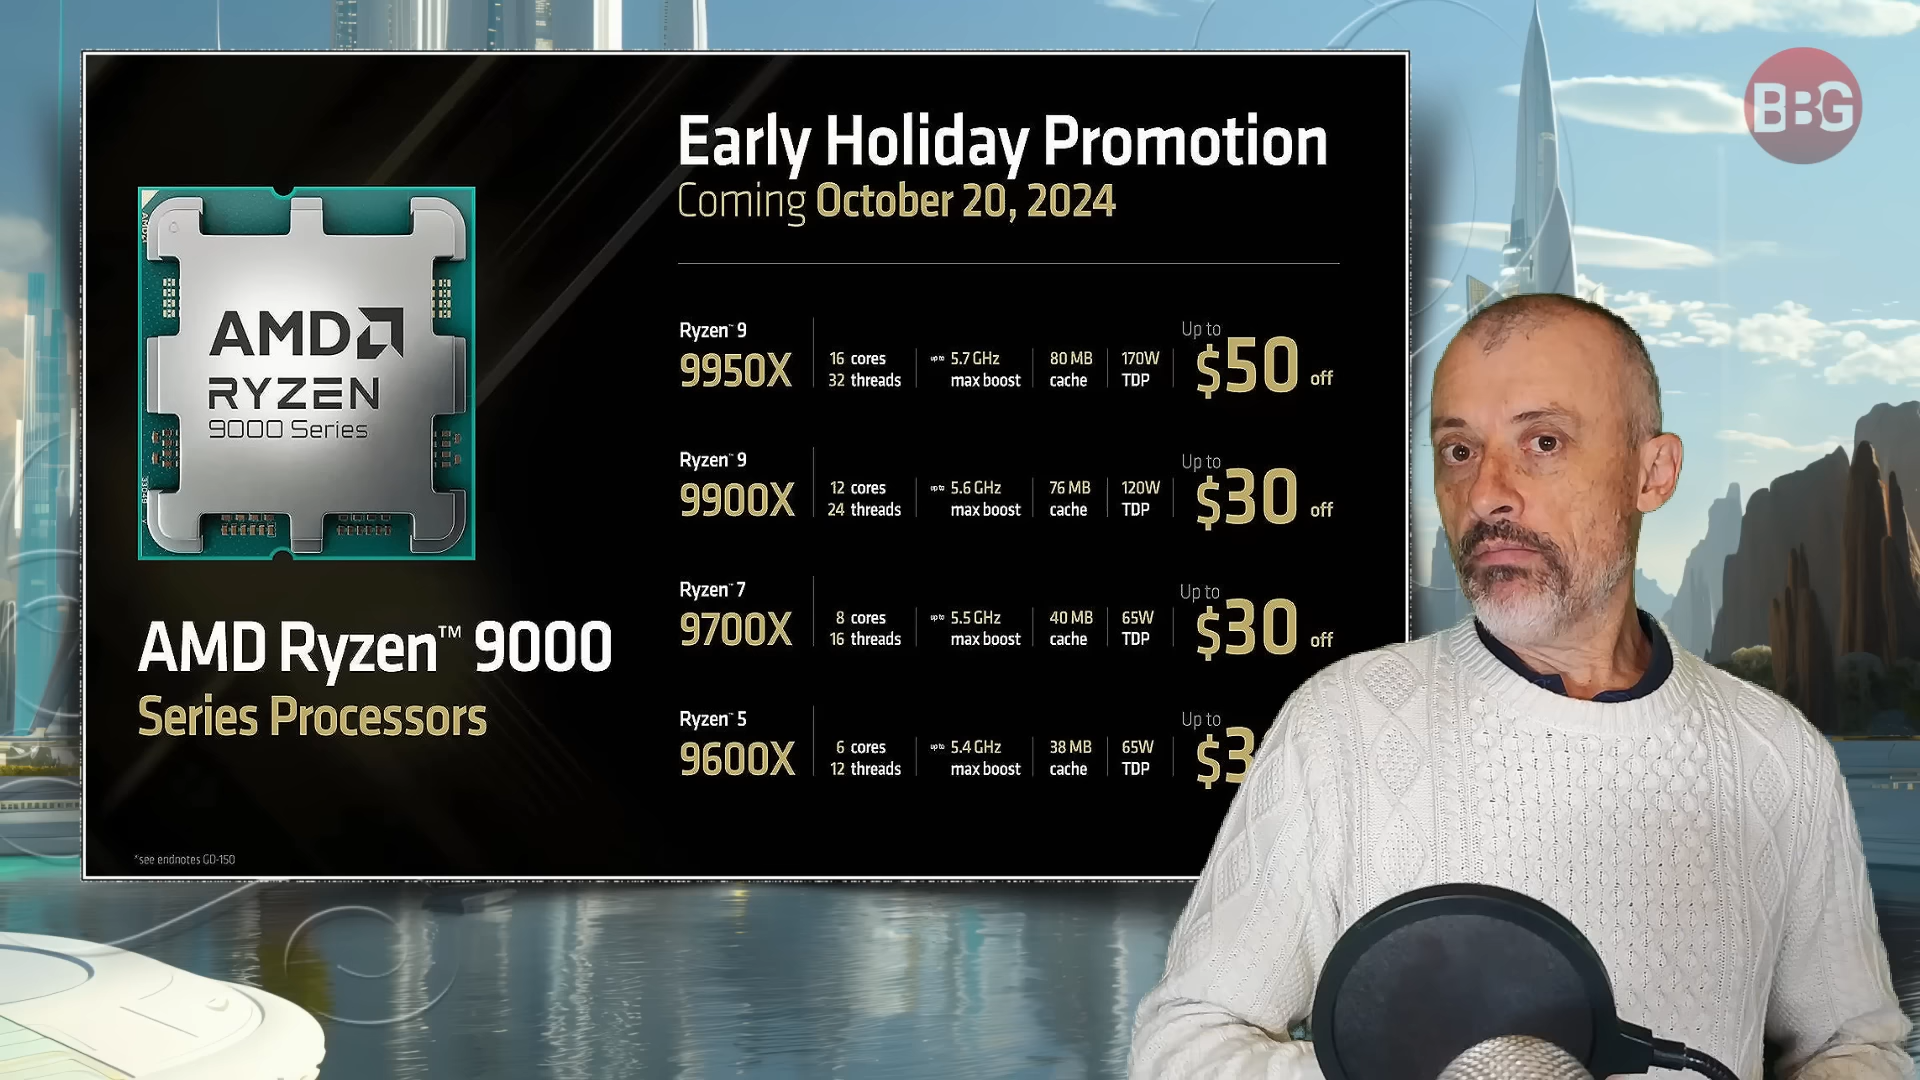 BBG
Early Holiday Promotion
Coming October 20, 2024
AMD
RYZEN
9000 Series
AMD Ryzen™ 9000
Series Processors
Ryzen™ 9
9950X
16 cores
32 threads
up to 5.7 GHz
max boost
80 MB
cache
170W
TDP
Up to
$50 off
Ryzen™ 9
9900X
12 cores
24 threads
up to 5.6 GHz
max boost
76 MB
cache
120W
TDP
Up to
$30 off
Ryzen™ 7
9700X
8 cores
16 threads
up to 5.5 GHz
max boost
40 MB
cache
65W
TDP
Up to
$30 off
Ryzen™ 5
9600X
6 cores
12 threads
up to 5.4 GHz
max boost
38 MB
cache
65W
TDP
Up to
$3
*see endnotes GD-150